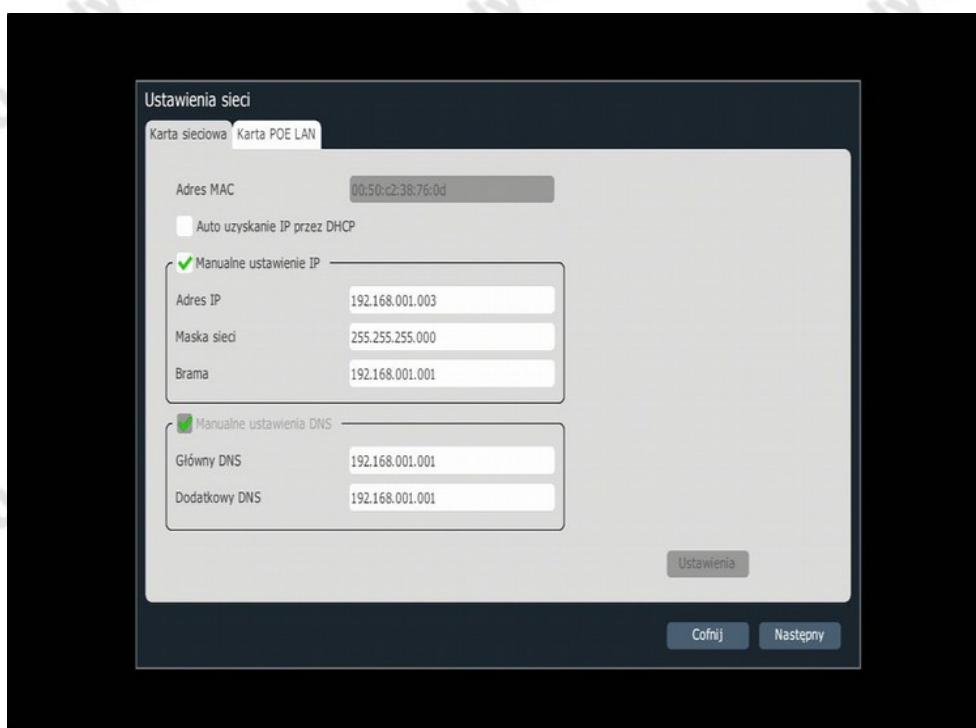 Ustawienia sieci
Karta sieciowa Karta POE LAN
Adres MAC 00:50:c2:38:76:0d
Auto uzyskanie IP przez DHCP
Manualne ustawienie IP
Adres IP 192.168.001.003
Maska sieci 255.255.255.000
Brama 192.168.001.001
Manualne ustawienia DNS
Główny DNS 192.168.001.001
Dodatkowy DNS 192.168.001.001
Ustawienia
Cofnij Następny